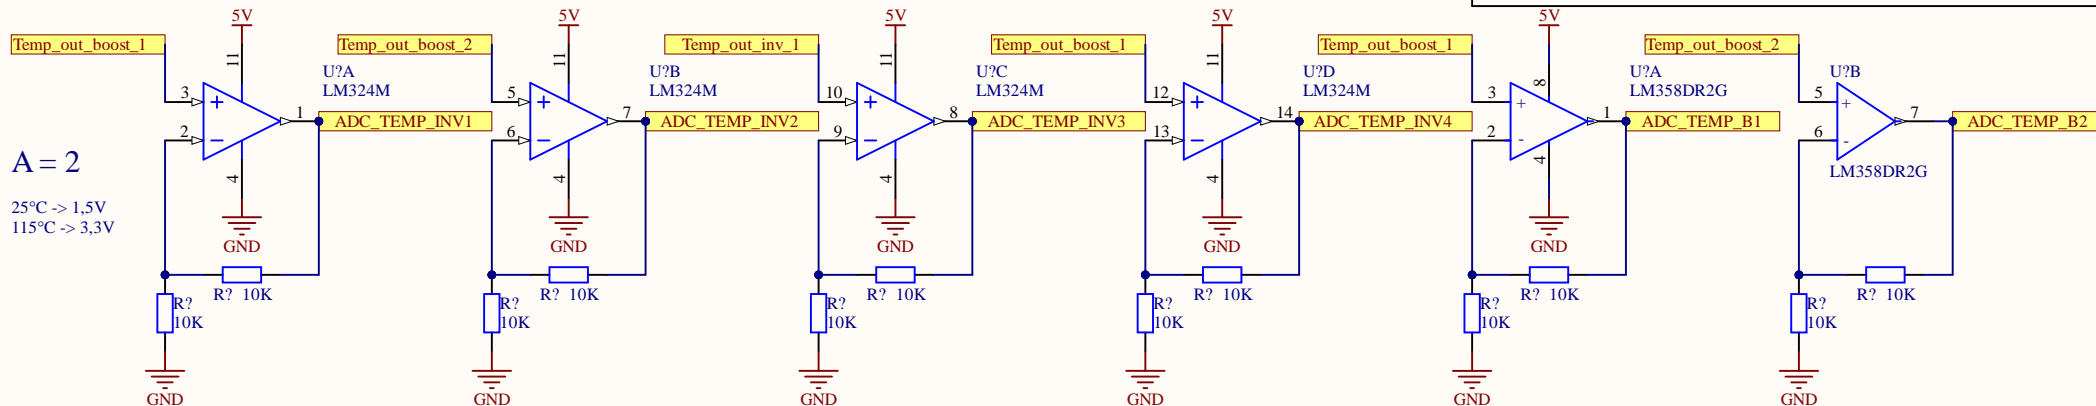 5V 5V 5V 5V 5V
Temp_out_boost_1 Temp_out_boost_2 Temp_out_inv_1 Temp_out_boost_1 Temp_out_boost_1 Temp_out_boost_2
11 11 11 11 8
U?A U?B U?C U?D U?A U?B
LM324M LM324M LM324M LM324M LM358DR2G
3 + 5 + 10 + 12 + 3 + 5 +
1 ADC_TEMP_INV1 7 ADC_TEMP_INV2 8 ADC_TEMP_INV3 14 ADC_TEMP_INV4 1 ADC_TEMP_B1 7 ADC_TEMP_B2
2 − 6 − 9 − 13 − 2 - 6 -
A = 2
4 4 4 4 4
LM358DR2G
25°C -> 1,5V
115°C -> 3,3V
GND GND GND GND GND
R? 10K R? 10K R? 10K R? 10K R? 10K R? 10K
R? R? R? R? R? R?
10K 10K 10K 10K 10K 10K
GND GND GND GND GND GND